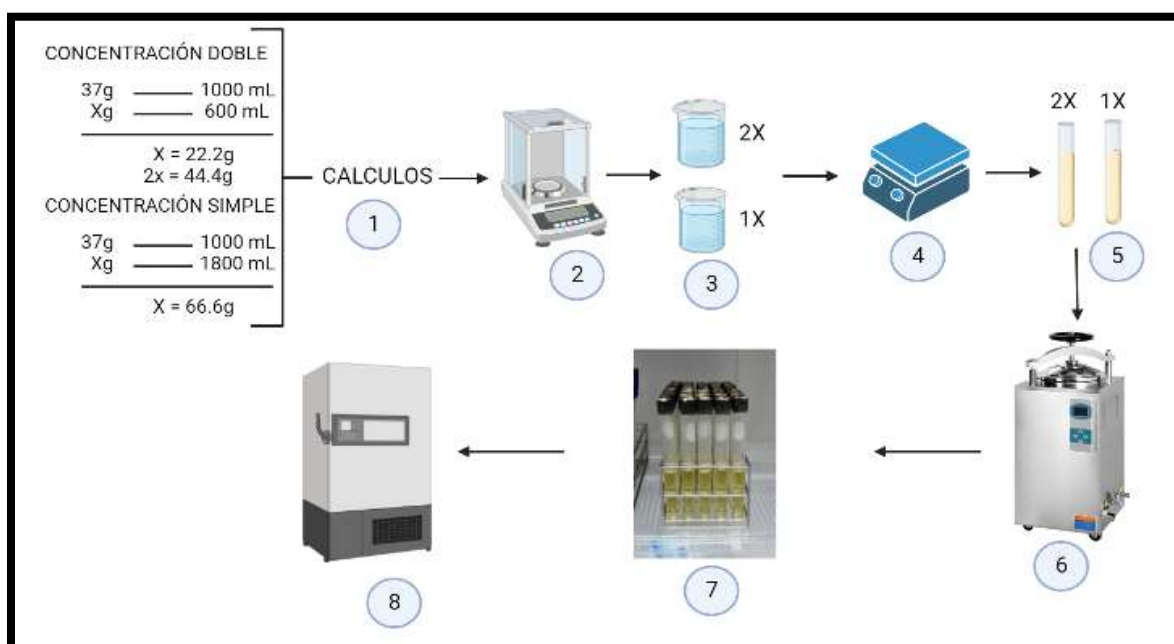 CONCENTRACIÓN DOBLE
37g 1000 mL
Xg 600 mL
X = 22.2g
2x = 44.4g
CONCENTRACIÓN SIMPLE
37g 1000 mL
Xg 1800 mL
X = 66.6g
CALCULOS
1
2
2X
1X
3
4
2X 1X
5
6
7
8